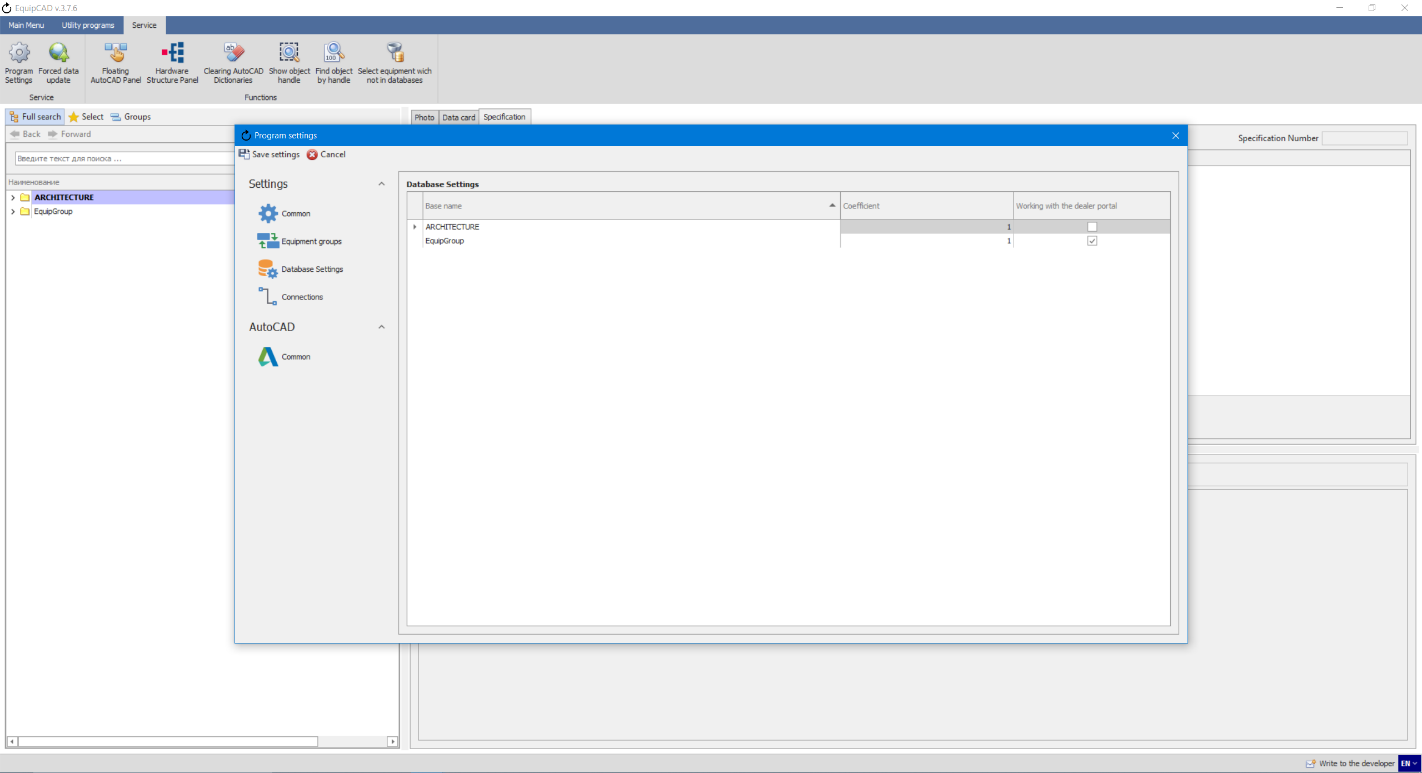 EquipCAD v.3.7.6
Main Menu Utility programs Service
Program Settings
Forced data update
Floating AutoCAD Panel
Hardware Structure Panel
Clearing AutoCAD Dictionaries
Show object handle
Find object by handle
Select equipment wich not in databases
Service Functions
Full search Select Groups
Photo Data card Specification
Back Forward
Specification Number
Введите текст для поиска ...
Наименование
ARCHITECTURE
EquipGroup
Program settings
Save settings Cancel
Settings
Common
Equipment groups
Database Settings
Connections
AutoCAD
Common
Database Settings
Base name Coefficient Working with the dealer portal
ARCHITECTURE 1
EquipGroup 1
Write to the developer EN